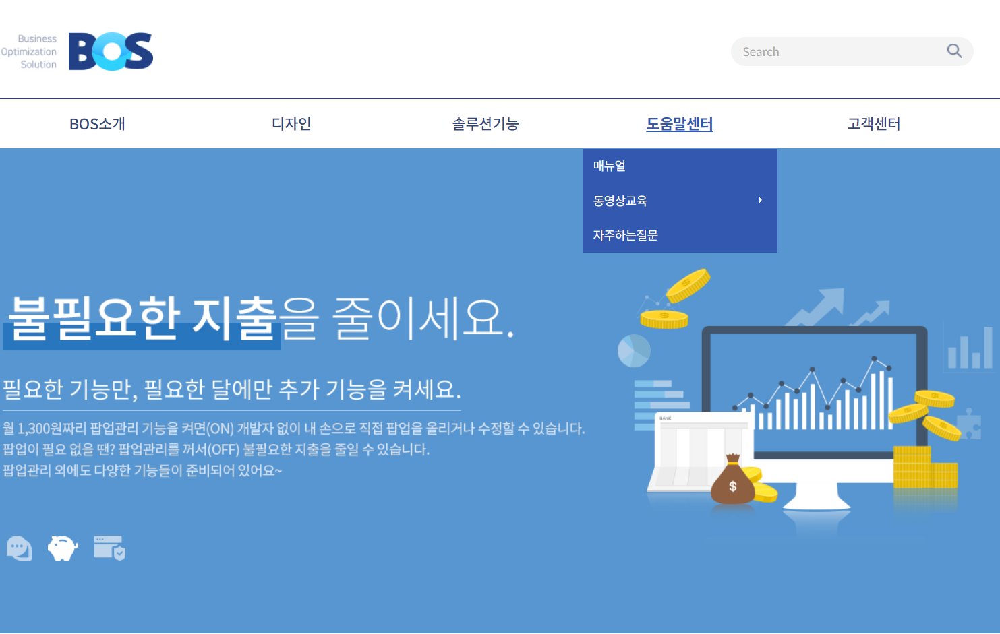 Business
Optimization
Solution
BOS
Search
BOS소개
디자인
솔루션기능
도움말센터
고객센터
매뉴얼
동영상교육
자주하는질문
불필요한 지출을 줄이세요.
필요한 기능만, 필요한 달에만 추가 기능을 켜세요.
월 1,300원짜리 팝업관리 기능을 켜면(ON) 개발자 없이 내 손으로 직접 팝업을 올리거나 수정할 수 있습니다.
팝업이 필요 없을 땐? 팝업관리를 꺼서(OFF) 불필요한 지출을 줄일 수 있습니다.
팝업관리 외에도 다양한 기능들이 준비되어 있어요~
BANK
$
$
$
$
$
$